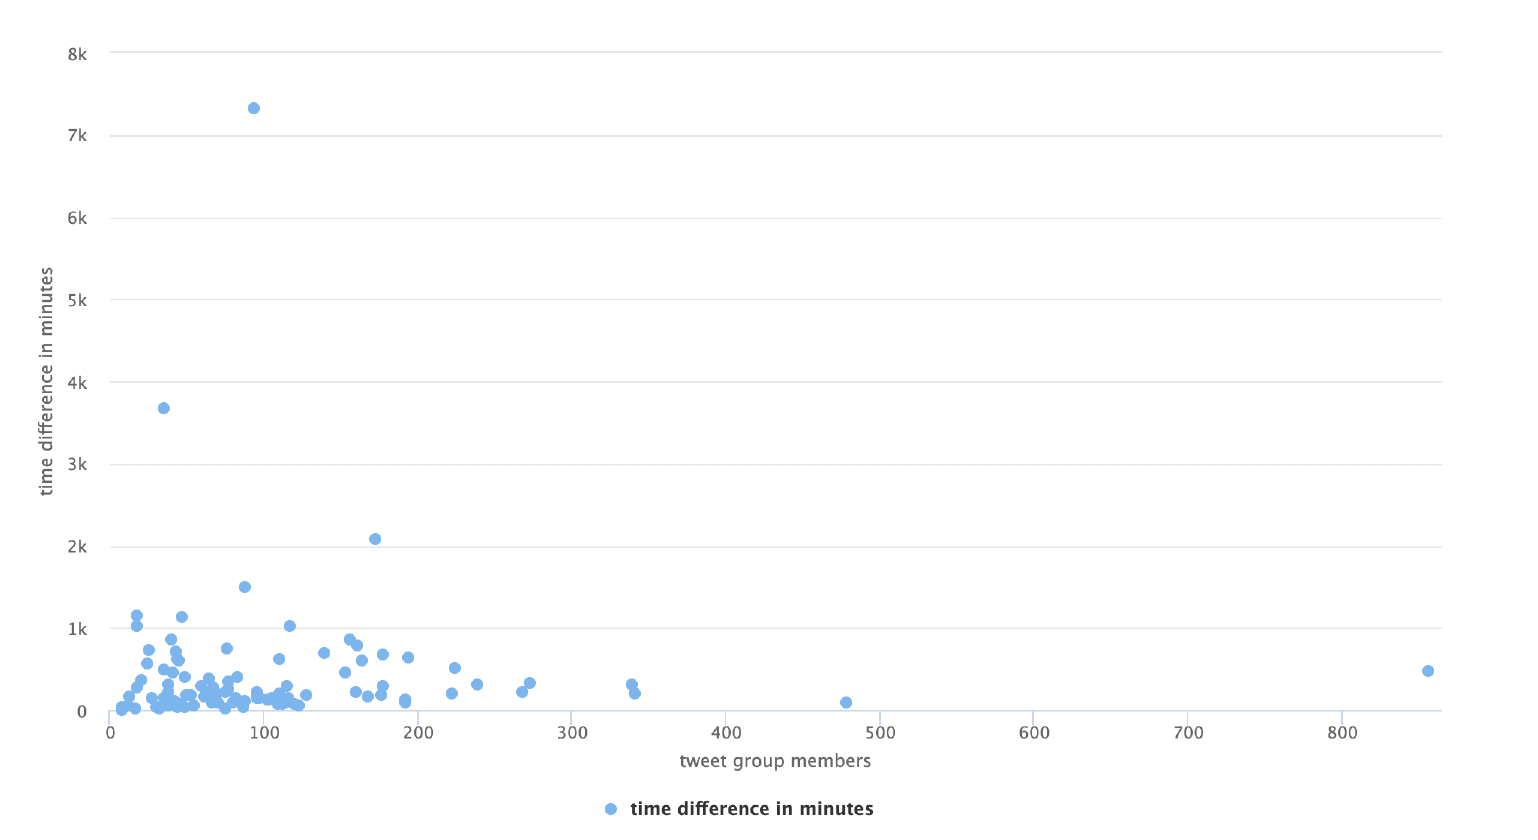 8k
7k
6k
5k
4k
3k
2k
1k
0
time difference in minutes
0 100 200 300 400 500 600 700 800
tweet group members
time difference in minutes